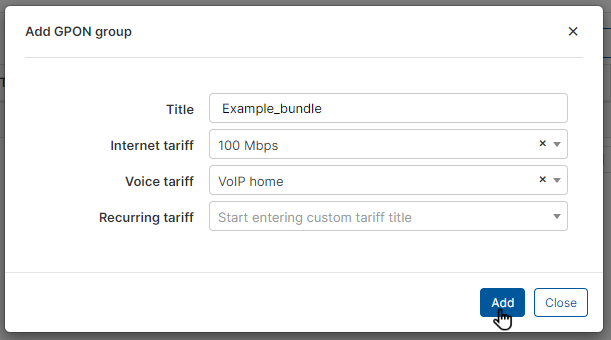 Add GPON group ×
Title Example_bundle
Internet tariff 100 Mbps ×
Voice tariff VoIP home ×
Recurring tariff Start entering custom tariff title
Add Close